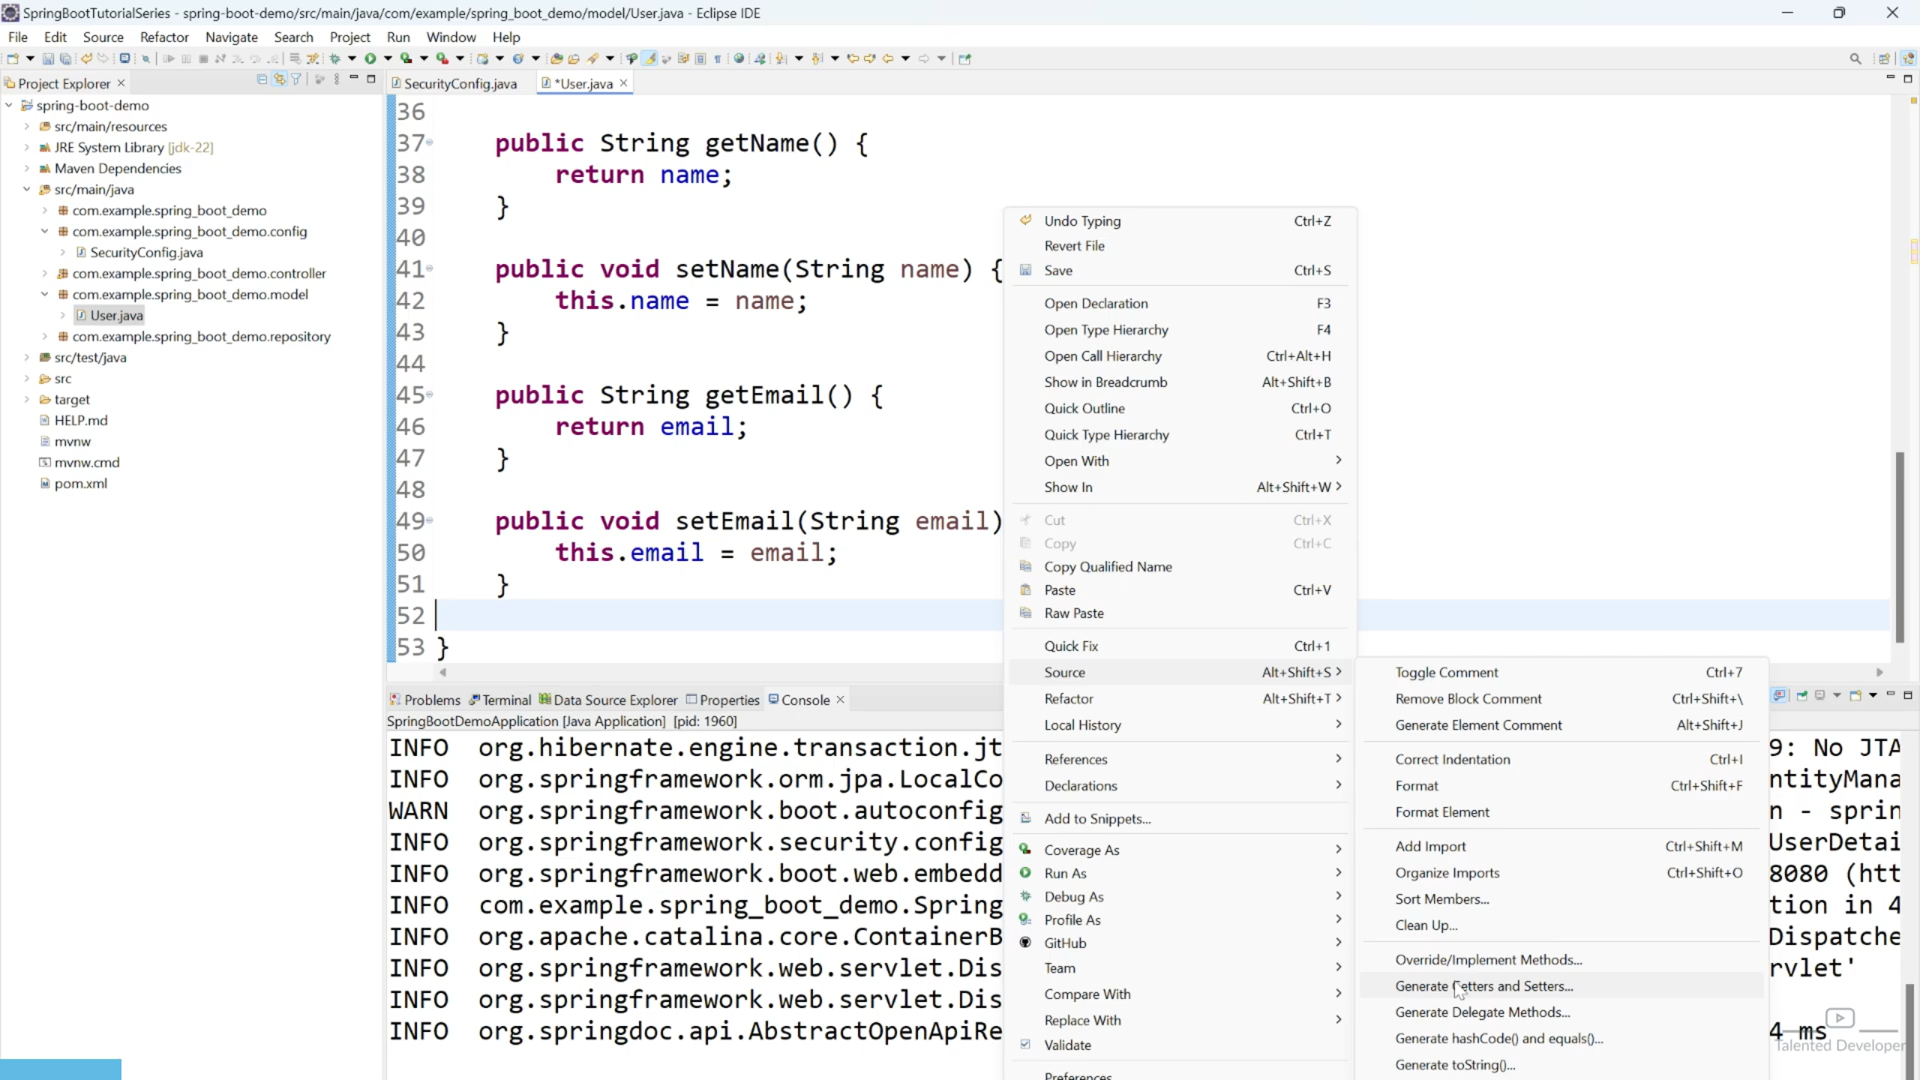 SpringBootTutorialSeries - spring-boot-demo/src/main/java/com/example/spring_boot_demo/model/User.java - Eclipse IDE
File Edit Source Refactor Navigate Search Project Run Window Help
Project Explorer
SecurityConfig.java
*User.java
spring-boot-demo
src/main/resources
JRE System Library [jdk-22]
Maven Dependencies
src/main/java
com.example.spring_boot_demo
com.example.spring_boot_demo.config
SecurityConfig.java
com.example.spring_boot_demo.controller
com.example.spring_boot_demo.model
User.java
com.example.spring_boot_demo.repository
src/test/java
src
target
HELP.md
mvnw
mvnw.cmd
pom.xml
36
37 public String getName() {
38 return name;
39 }
40
41 public void setName(String name) {
42 this.name = name;
43 }
44
45 public String getEmail() {
46 return email;
47 }
48
49 public void setEmail(String email)
50 this.email = email;
51 }
52
53 }
Undo Typing Ctrl+Z
Revert File
Save Ctrl+S
Open Declaration F3
Open Type Hierarchy F4
Open Call Hierarchy Ctrl+Alt+H
Show in Breadcrumb Alt+Shift+B
Quick Outline Ctrl+O
Quick Type Hierarchy Ctrl+T
Open With
Show In Alt+Shift+W
Cut Ctrl+X
Copy Ctrl+C
Copy Qualified Name
Paste Ctrl+V
Raw Paste
Quick Fix Ctrl+1
Source Alt+Shift+S
Refactor Alt+Shift+T
Local History
References
Declarations
Add to Snippets...
Coverage As
Run As
Debug As
Profile As
GitHub
Team
Compare With
Replace With
Validate
Preferences
Toggle Comment Ctrl+7
Remove Block Comment Ctrl+Shift+\
Generate Element Comment Alt+Shift+J
Correct Indentation Ctrl+I
Format Ctrl+Shift+F
Format Element
Add Import Ctrl+Shift+M
Organize Imports Ctrl+Shift+O
Sort Members...
Clean Up...
Override/Implement Methods...
Generate Getters and Setters...
Generate Delegate Methods...
Generate hashCode() and equals()...
Generate toString()...
Problems Terminal Data Source Explorer Properties Console
SpringBootDemoApplication [Java Application] [pid: 1960]
INFO org.hibernate.engine.transaction.jt 9: No JTA
INFO org.springframework.orm.jpa.LocalCo ntityMana
WARN org.springframework.boot.autoconfig n - sprin
INFO org.springframework.security.config UserDetai
INFO org.springframework.boot.web.embedd 8080 (htt
INFO com.example.spring_boot_demo.Spring tion in 4
INFO org.apache.catalina.core.ContainerB Dispatche
INFO org.springframework.web.servlet.Dis rvlet'
INFO org.springframework.web.servlet.Dis
INFO org.springdoc.api.AbstractOpenApiRe 4 ms
Talented Developer